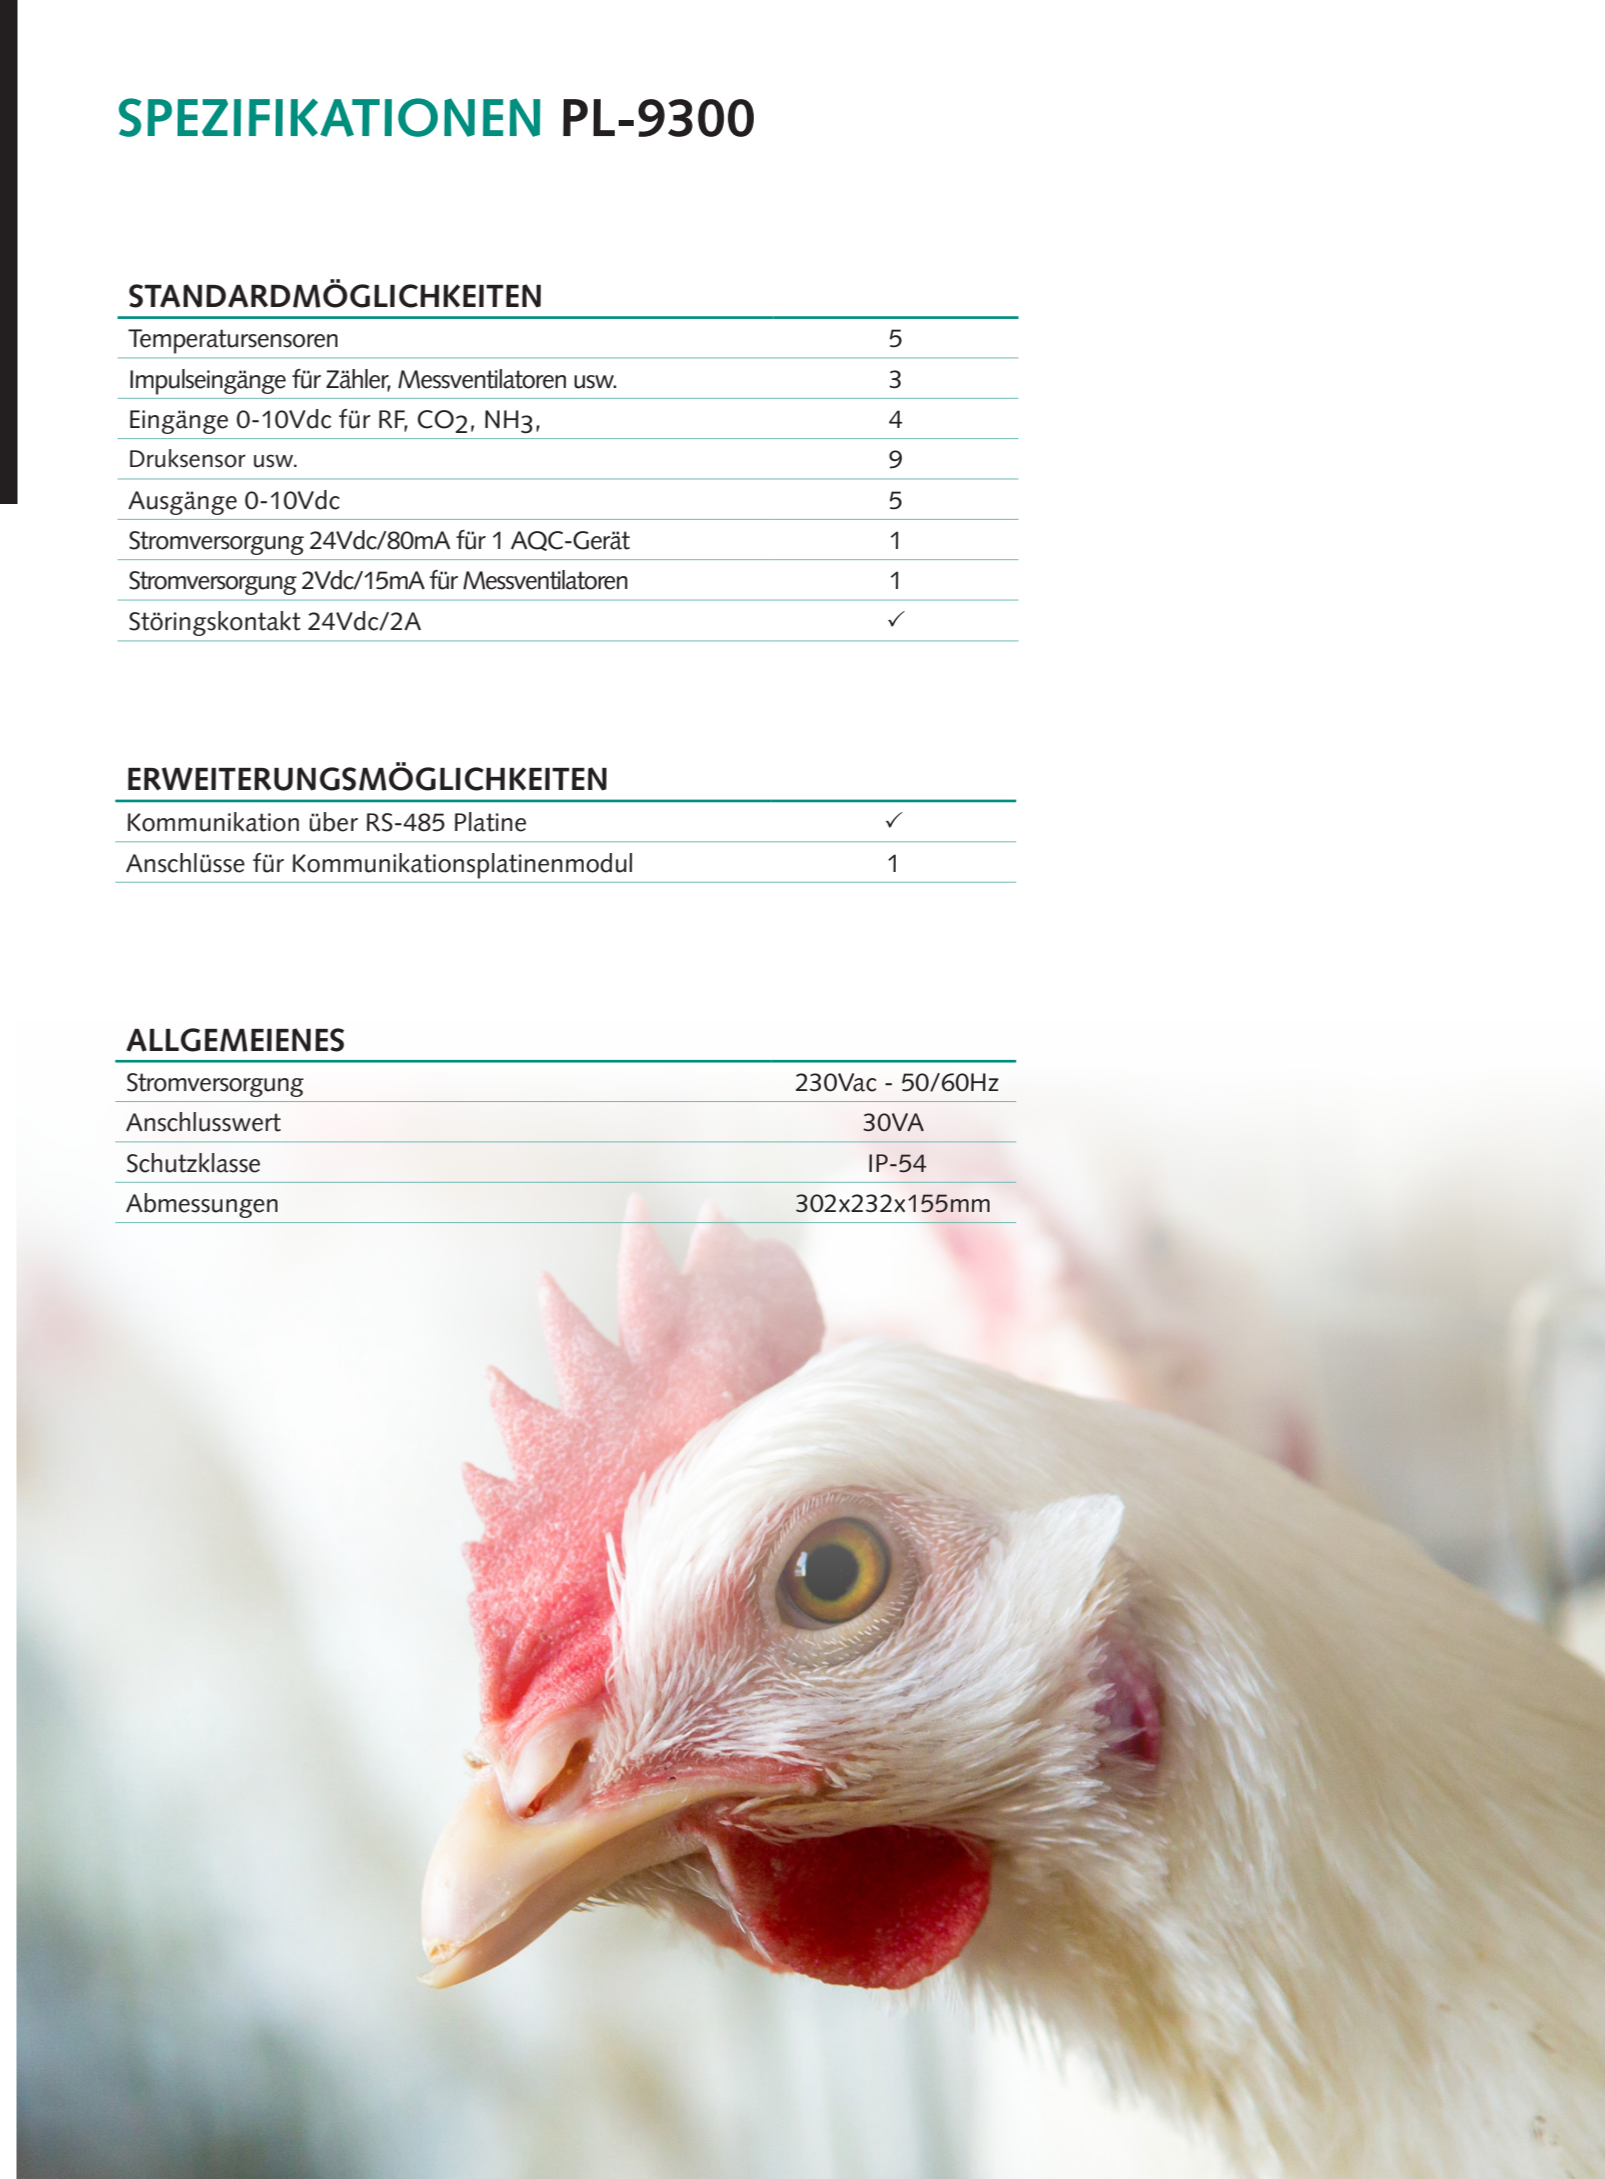 SPEZIFIKATIONEN PL-9300
STANDARDMÖGLICHKEITEN
Temperatursensoren 5
Impulseingänge für Zähler, Messventilatoren usw. 3
Eingänge 0-10Vdc für RF, CO2, NH3, 4
Druksensor usw. 9
Ausgänge 0-10Vdc 5
Stromversorgung 24Vdc/80mA für 1 AQC-Gerät 1
Stromversorgung 2Vdc/15mA für Messventilatoren 1
Störingskontakt 24Vdc/2A ✓
ERWEITERUNGSMÖGLICHKEITEN
Kommunikation über RS-485 Platine ✓
Anschlüsse für Kommunikationsplatinenmodul 1
ALLGEMEIENES
Stromversorgung 230Vac - 50/60Hz
Anschlusswert 30VA
Schutzklasse IP-54
Abmessungen 302x232x155mm